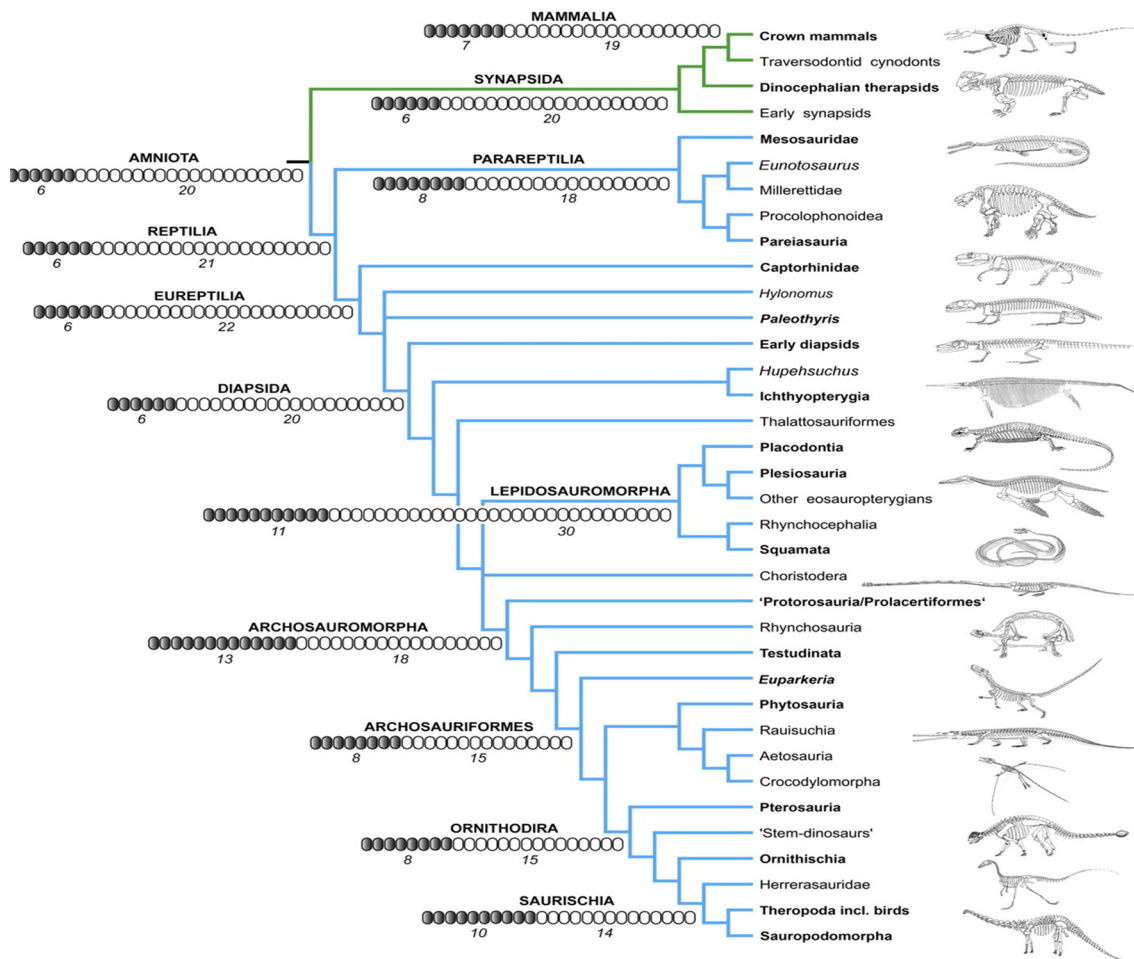 MAMMALIA
7 19
Crown mammals
Traversodontid cynodonts
SYNAPSIDA
6 20
Dinocephalian therapsids
Early synapsids
Mesosauridae
AMNIOTA
6 20
PARAREPTILIA
8 18
Eunotosaurus
Millerettidae
Procolophonoidea
REPTILIA
6 21
Pareiasauria
Captorhinidae
EUREPTILIA
6 22
Hylonomus
Paleothyris
Early diapsids
Hupehsuchus
DIAPSIDA
6 20
Ichthyopterygia
Thalattosauriformes
Placodontia
Plesiosauria
LEPIDOSAUROMORPHA
11 30
Other eosauropterygians
Rhynchocephalia
Squamata
Choristodera
‘Protorosauria/Prolacertiformes‘
ARCHOSAUROMORPHA
13 18
Rhynchosauria
Testudinata
Euparkeria
Phytosauria
ARCHOSAURIFORMES
8 15
Rauisuchia
Aetosauria
Crocodylomorpha
Pterosauria
ORNITHODIRA
8 15
'Stem-dinosaurs'
Ornithischia
Herrerasauridae
SAURISCHIA
10 14
Theropoda incl. birds
Sauropodomorpha